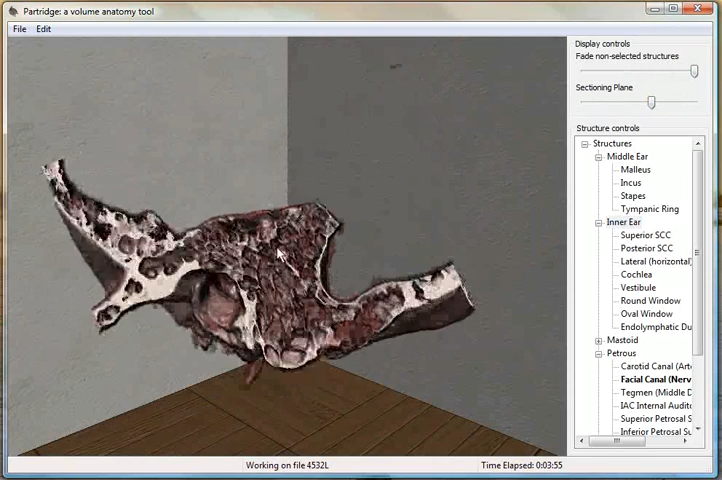 Partridge: a volume anatomy tool
File Edit
Display controls
Fade non-selected structures
Sectioning Plane
Structure controls
Structures
Middle Ear
Malleus
Incus
Stapes
Tympanic Ring
Inner Ear
Superior SCC
Posterior SCC
Lateral (horizontal)
Cochlea
Vestibule
Round Window
Oval Window
Endolymphatic Du
Mastoid
Petrous
Carotid Canal (Art
Facial Canal (Nerv
Tegmen (Middle D
IAC Internal Audit
Superior Petrosal S
Inferior Petrosal Su
Working on file 4532L
Time Elapsed: 0:03:55